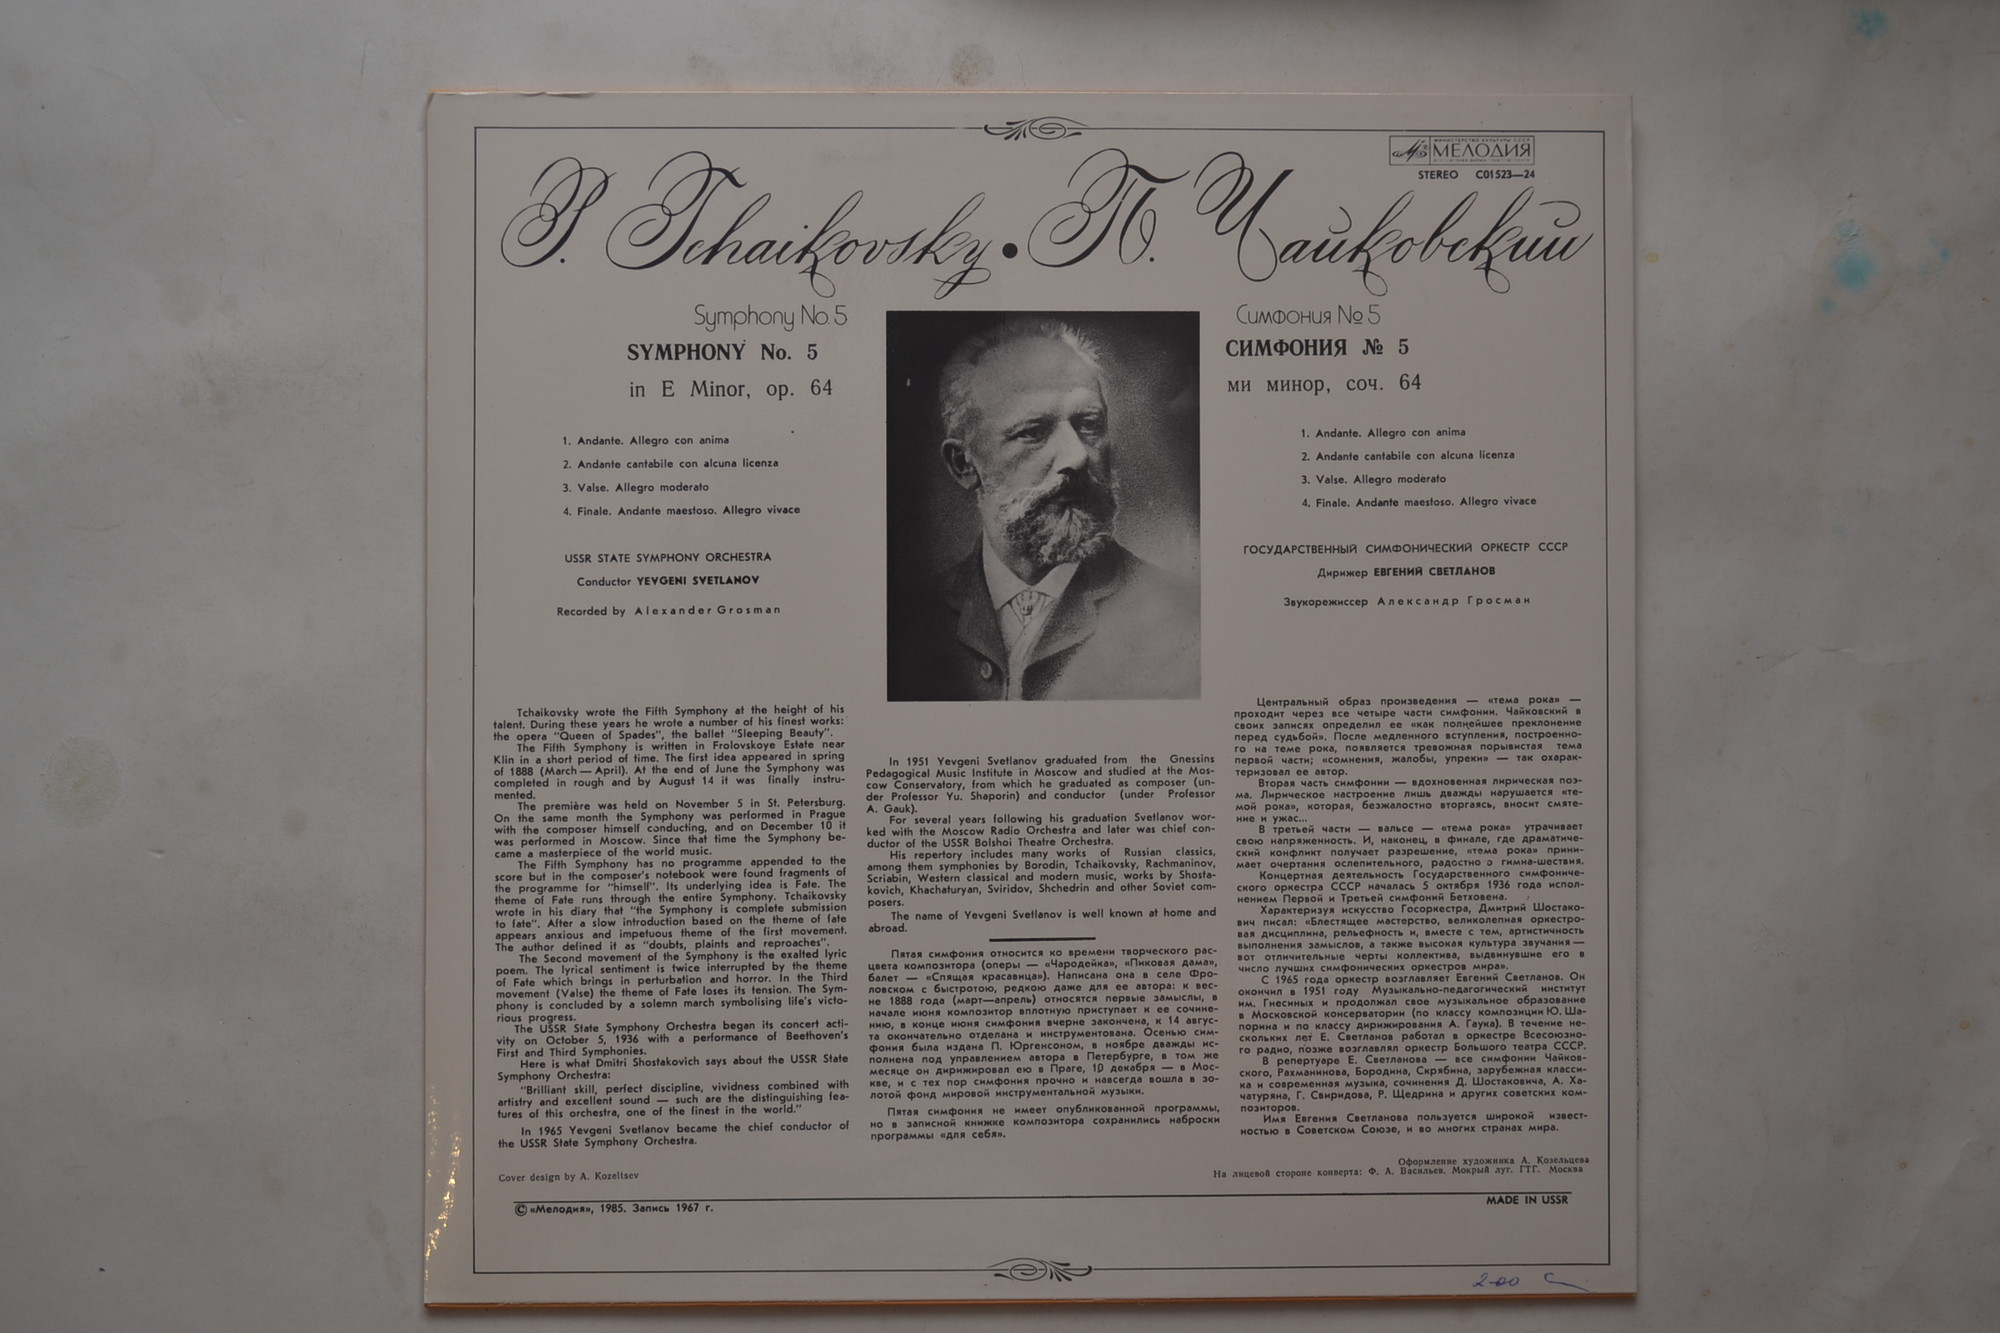 МИНИСТЕРСТВО КУЛЬТУРЫ СССР
МЕЛОДИЯ
STEREO C01523—24
P. Tchaikovsky • П. Чайковский
Symphony No. 5
SYMPHONY No. 5
in E Minor, op. 64
1. Andante. Allegro con anima
2. Andante cantabile con alcuna licenza
3. Valse. Allegro moderato
4. Finale. Andante maestoso. Allegro vivace
USSR STATE SYMPHONY ORCHESTRA
Conductor YEVGENI SVETLANOV
Recorded by Alexander Grosman
Симфония № 5
СИМФОНИЯ № 5
ми минор, соч. 64
1. Andante. Allegro con anima
2. Andante cantabile con alcuna licenza
3. Valse. Allegro moderato
4. Finale. Andante maestoso. Allegro vivace
ГОСУДАРСТВЕННЫЙ СИМФОНИЧЕСКИЙ ОРКЕСТР СССР
Дирижер ЕВГЕНИЙ СВЕТЛАНОВ
Звукорежиссер Александр Гросман
Tchaikovsky wrote the Fifth Symphony at the height of his
talent. During these years he wrote a number of his finest works:
the opera "Queen of Spades", the ballet "Sleeping Beauty".
The Fifth Symphony is written in Frolovskoye Estate near
Klin in a short period of time. The first idea appeared in spring
of 1888 (March — April). At the end of June the Symphony was
completed in rough and by August 14 it was finally instru-
mented.
The première was held on November 5 in St. Petersburg.
On the same month the Symphony was performed in Prague
with the composer himself conducting, and on December 10 it
was performed in Moscow. Since that time the Symphony be-
came a masterpiece of the world music.
The Fifth Symphony has no programme appended to the
score but in the composer's notebook were found fragments of
the programme for "himself". Its underlying idea is Fate. The
theme of Fate runs through the entire Symphony. Tchaikovsky
wrote in his diary that "the Symphony is complete submission
to fate". After a slow introduction based on the theme of fate
appears anxious and impetuous theme of the first movement.
The author defined it as "doubts, plaints and reproaches".
The Second movement of the Symphony is the exalted lyric
poem. The lyrical sentiment is twice interrupted by the theme
of Fate which brings in perturbation and horror. In the Third
movement (Valse) the theme of Fate loses its tension. The Sym-
phony is concluded by a solemn march symbolising life's victo-
rious progress.
The USSR State Symphony Orchestra began its concert acti-
vity on October 5, 1936 with a performance of Beethoven's
First and Third Symphonies.
Here is what Dmitri Shostakovich says about the USSR State
Symphony Orchestra:
"Brilliant skill, perfect discipline, vividness combined with
artistry and excellent sound — such are the distinguishing fea-
tures of this orchestra, one of the finest in the world."
In 1965 Yevgeni Svetlanov became the chief conductor of
the USSR State Symphony Orchestra.
In 1951 Yevgeni Svetlanov graduated from the Gnessins
Pedagogical Music Institute in Moscow and studied at the Mos-
cow Conservatory, from which he graduated as composer (un-
der Professor Yu. Shaporin) and conductor (under Professor
A. Gauk).
For several years following his graduation Svetlanov wor-
ked with the Moscow Radio Orchestra and later was chief con-
ductor of the USSR Bolshoi Theatre Orchestra.
His repertory includes many works of Russian classics,
among them symphonies by Borodin, Tchaikovsky, Rachmaninov,
Scriabin, Western classical and modern music, works by Shosta-
kovich, Khachaturyan, Sviridov, Shchedrin and other Soviet com-
posers.
The name of Yevgeni Svetlanov is well known at home and
abroad.
Пятая симфония относится ко времени творческого рас-
цвета композитора (оперы — «Чародейка», «Пиковая дама»,
балет — «Спящая красавица»). Написана она в селе Фро-
ловском с быстротою, редкою даже для ее автора: к вес-
не 1888 года (март—апрель) относятся первые замыслы, в
начале июня композитор вплотную приступает к ее сочине-
нию, в конце июня симфония вчерне закончена, к 14 авгус-
та окончательно отделана и инструментована. Осенью сим-
фония была издана П. Юргенсоном, в ноябре дважды ис-
полнена под управлением автора в Петербурге, в том же
месяце он дирижировал ею в Праге, 10 декабря — в Мос-
кве, и с тех пор симфония прочно и навсегда вошла в зо-
лотой фонд мировой инструментальной музыки.
Пятая симфония не имеет опубликованной программы,
но в записной книжке композитора сохранились наброски
программы «для себя».
Центральный образ произведения — «тема рока» —
проходит через все четыре части симфонии. Чайковский в
своих записях определил ее «как полнейшее преклонение
перед судьбой». После медленного вступления, построенно-
го на теме рока, появляется тревожная порывистая тема
первой части; «сомнения, жалобы, упреки» — так охарак-
теризовал ее автор.
Вторая часть симфонии — вдохновенная лирическая поэ-
ма. Лирическое настроение лишь дважды нарушается «те-
мой рока», которая, безжалостно вторгаясь, вносит смяте-
ние и ужас...
В третьей части — вальсе — «тема рока» утрачивает
свою напряженность. И, наконец, в финале, где драматиче-
ский конфликт получает разрешение, «тема рока» прини-
мает очертания ослепительного, радостно о гимна-шествия.
Концертная деятельность Государственного симфониче-
ского оркестра СССР началась 5 октября 1936 года испол-
нением Первой и Третьей симфоний Бетховена.
Характеризуя искусство Госоркестра, Дмитрий Шостако-
вич писал: «Блестящее мастерство, великолепная оркестро-
вая дисциплина, рельефность и, вместе с тем, артистичность
выполнения замыслов, а также высокая культура звучания —
вот отличительные черты коллектива, выдвинувшие его в
число лучших симфонических оркестров мира».
С 1965 года оркестр возглавляет Евгений Светланов. Он
окончил в 1951 году Музыкально-педагогический институт
им. Гнесиных и продолжал свое музыкальное образование
в Московской консерватории (по классу композиции Ю. Ша-
порина и по классу дирижирования А. Гаука). В течение не-
скольких лет Е. Светланов работал в оркестре Всесоюзно-
го радио, позже возглавлял оркестр Большого театра СССР.
В репертуаре Е. Светланова — все симфонии Чайков-
ского, Рахманинова, Бородина, Скрябина, зарубежная класси-
ка и современная музыка, сочинения Д. Шостаковича, А. Ха-
чатуряна, Г. Свиридова, Р. Щедрина и других советских ком-
позиторов.
Имя Евгения Светланова пользуется широкой извест-
ностью в Советском Союзе, и во многих странах мира.
Cover design by A. Kozeltsev
Оформление художника А. Козельцева
На лицевой стороне конверта: Ф. А. Васильев. Мокрый луг. ГТГ. Москва
© «Мелодия», 1985. Запись 1967 г.
MADE IN USSR
2-00